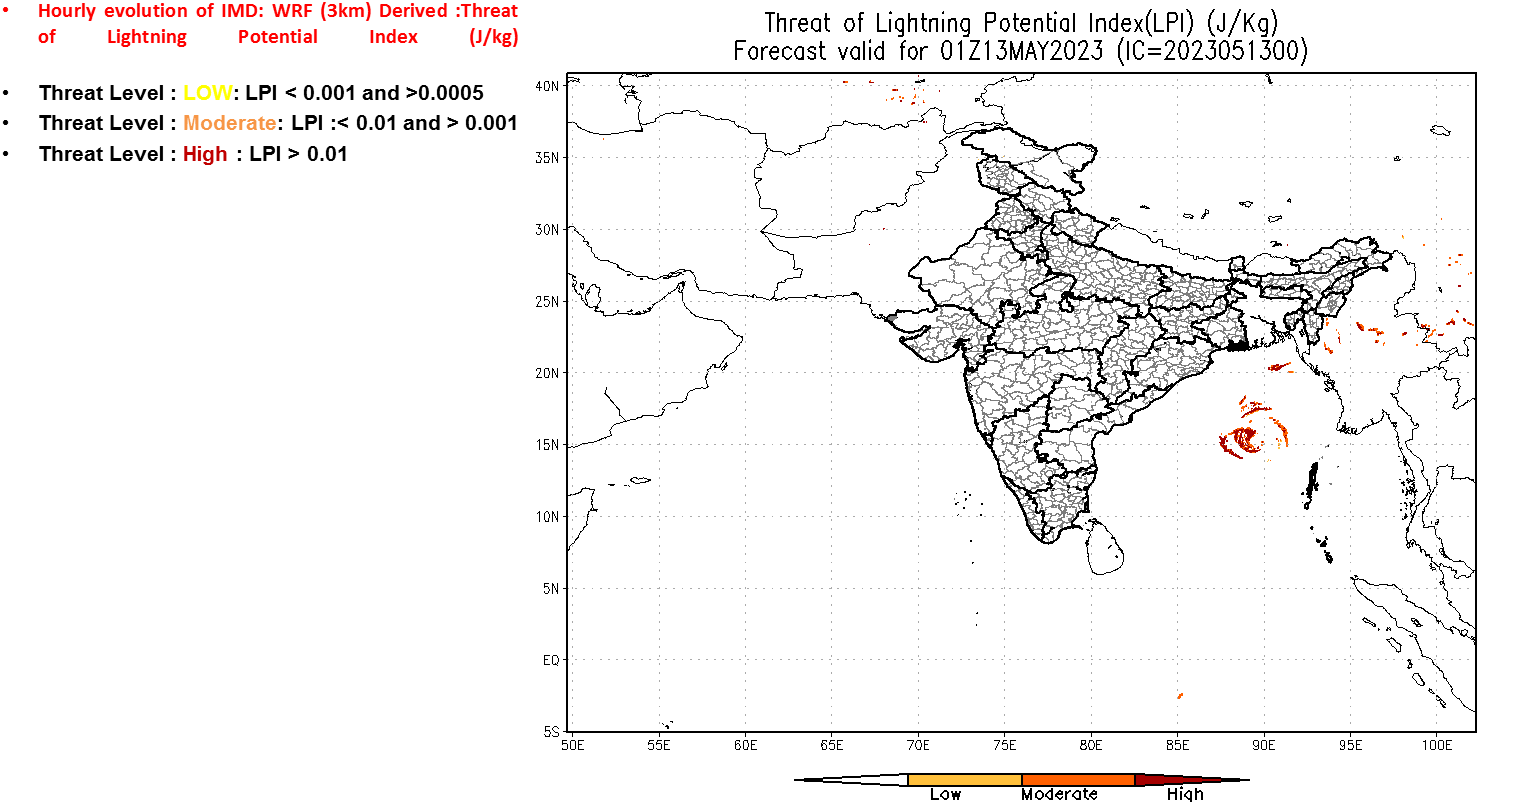 • Hourly evolution of IMD: WRF (3km) Derived :Threat
of Lightning Potential Index (J/kg)
• Threat Level : LOW: LPI < 0.001 and >0.0005
• Threat Level : Moderate: LPI :< 0.01 and > 0.001
• Threat Level : High : LPI > 0.01
Threat of Lightning Potential Index(LPI) (J/Kg)
Forecast valid for 01Z13MAY2023 (IC=2023051300)
40N
35N
30N
25N
20N
15N
10N
5N
EQ
5S
50E 55E 60E 65E 70E 75E 80E 85E 90E 95E 100E
Low Moderate High